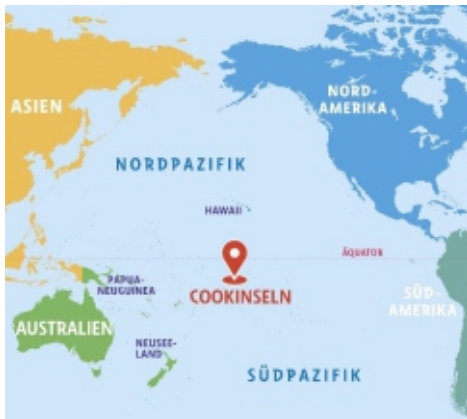 ASIEN
NORD-
AMERIKA
NORDPAZIFIK
HAWAII
ÄQUATOR
PAPUA-
NEUGUINEA
COOKINSELN
SÜD-
AMERIKA
AUSTRALIEN
NEUSEE-
LAND
SÜDPAZIFIK